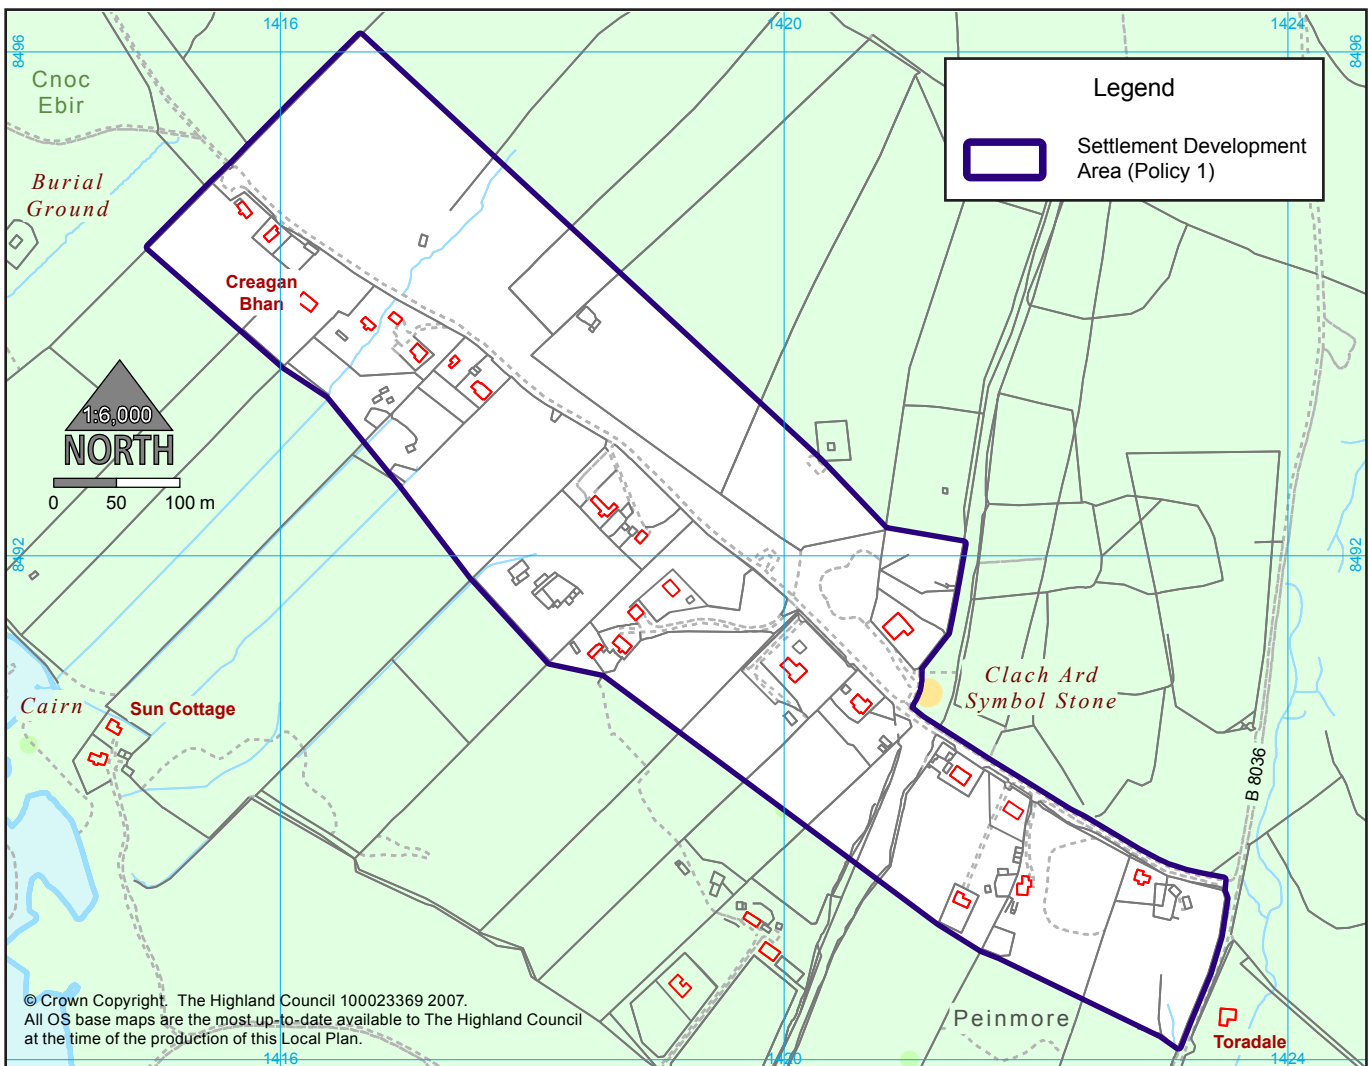 1416
1420
1424
8496
8496
Cnoc
Ebir
Legend
Settlement Development
Area (Policy 1)
Burial
Ground
Creagan
Bhan
1:6,000
NORTH
0 50 100 m
8492
8492
Clach Ard
Symbol Stone
Cairn
Sun Cottage
B 8036
© Crown Copyright. The Highland Council 100023369 2007.
All OS base maps are the most up-to-date available to The Highland Council
at the time of the production of this Local Plan.
Peinmore
Toradale
1416
1420
1424